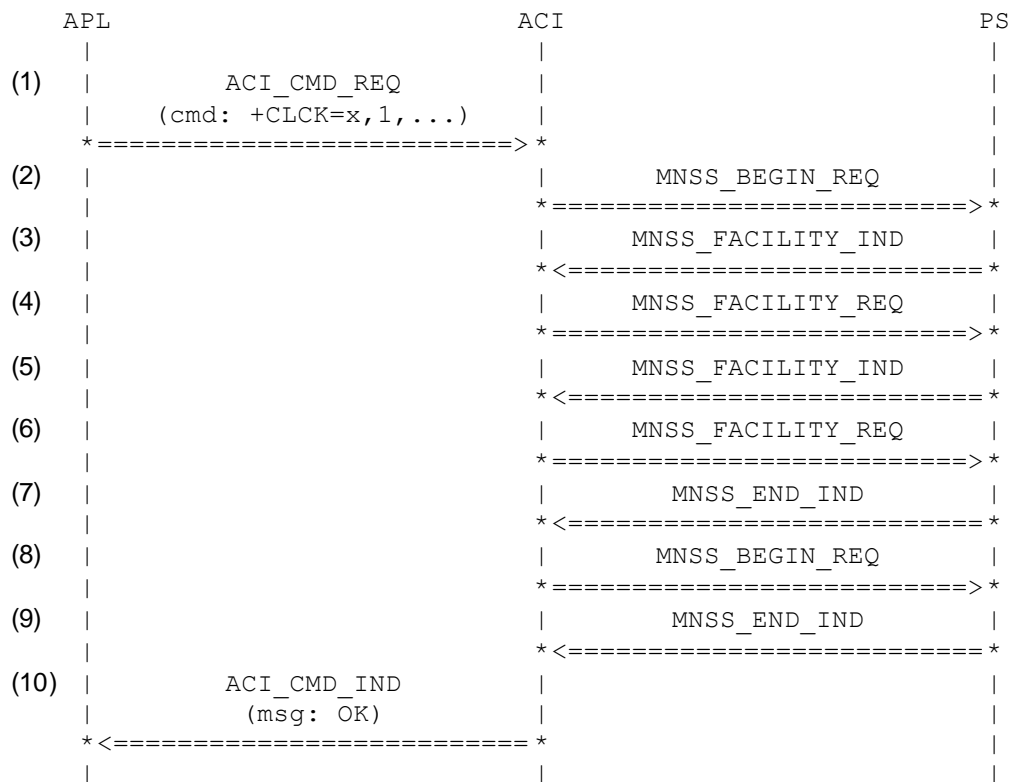 APL ACI PS
(1) ACI_CMD_REQ
(cmd: +CLCK=x,1,...)
(2) MNSS_BEGIN_REQ
(3) MNSS_FACILITY_IND
(4) MNSS_FACILITY_REQ
(5) MNSS_FACILITY_IND
(6) MNSS_FACILITY_REQ
(7) MNSS_END_IND
(8) MNSS_BEGIN_REQ
(9) MNSS_END_IND
(10) ACI_CMD_IND
(msg: OK)